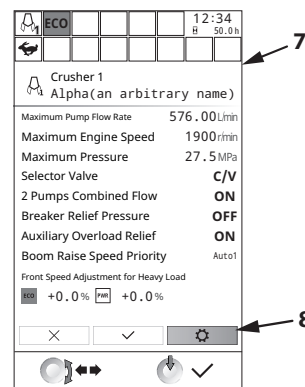 1 ECO 12:34
50.0h
7
Crusher 1
1 Alpha(an arbitrary name)
Maximum Pump Flow Rate 576.00L/min
Maximum Engine Speed 1900r/min
Maximum Pressure 27.5MPa
Selector Valve C/V
2 Pumps Combined Flow ON
Breaker Relief Pressure OFF
Auxiliary Overload Relief ON
Boom Raise Speed Priority Auto1
Front Speed Adjustment for Heavy Load
ECO +0.0% PWR +0.0%
8